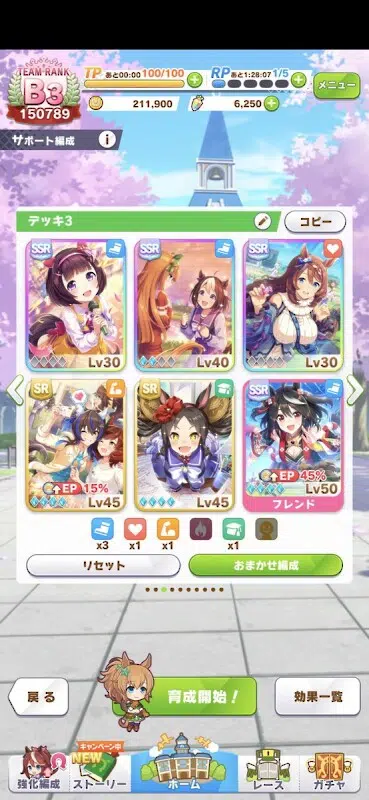 TEAM RANK
B3
150789
TP あと00:00 100/100
RP あと1:28:07 1/5
メニュー
211,900
6,250
サポート編成
i
デッキ3
コピー
SSR
Lv30
SSR
Lv40
SSR
Lv30
SR
EP 15%
Lv45
SR
Lv45
SSR
EP 45%
Lv50
フレンド
x3
x1
x1
x1
リセット
おまかせ編成
戻る
育成開始！
効果一覧
キャンペーン中
NEW
強化編成
ストーリー
ホーム
レース
ガチャ